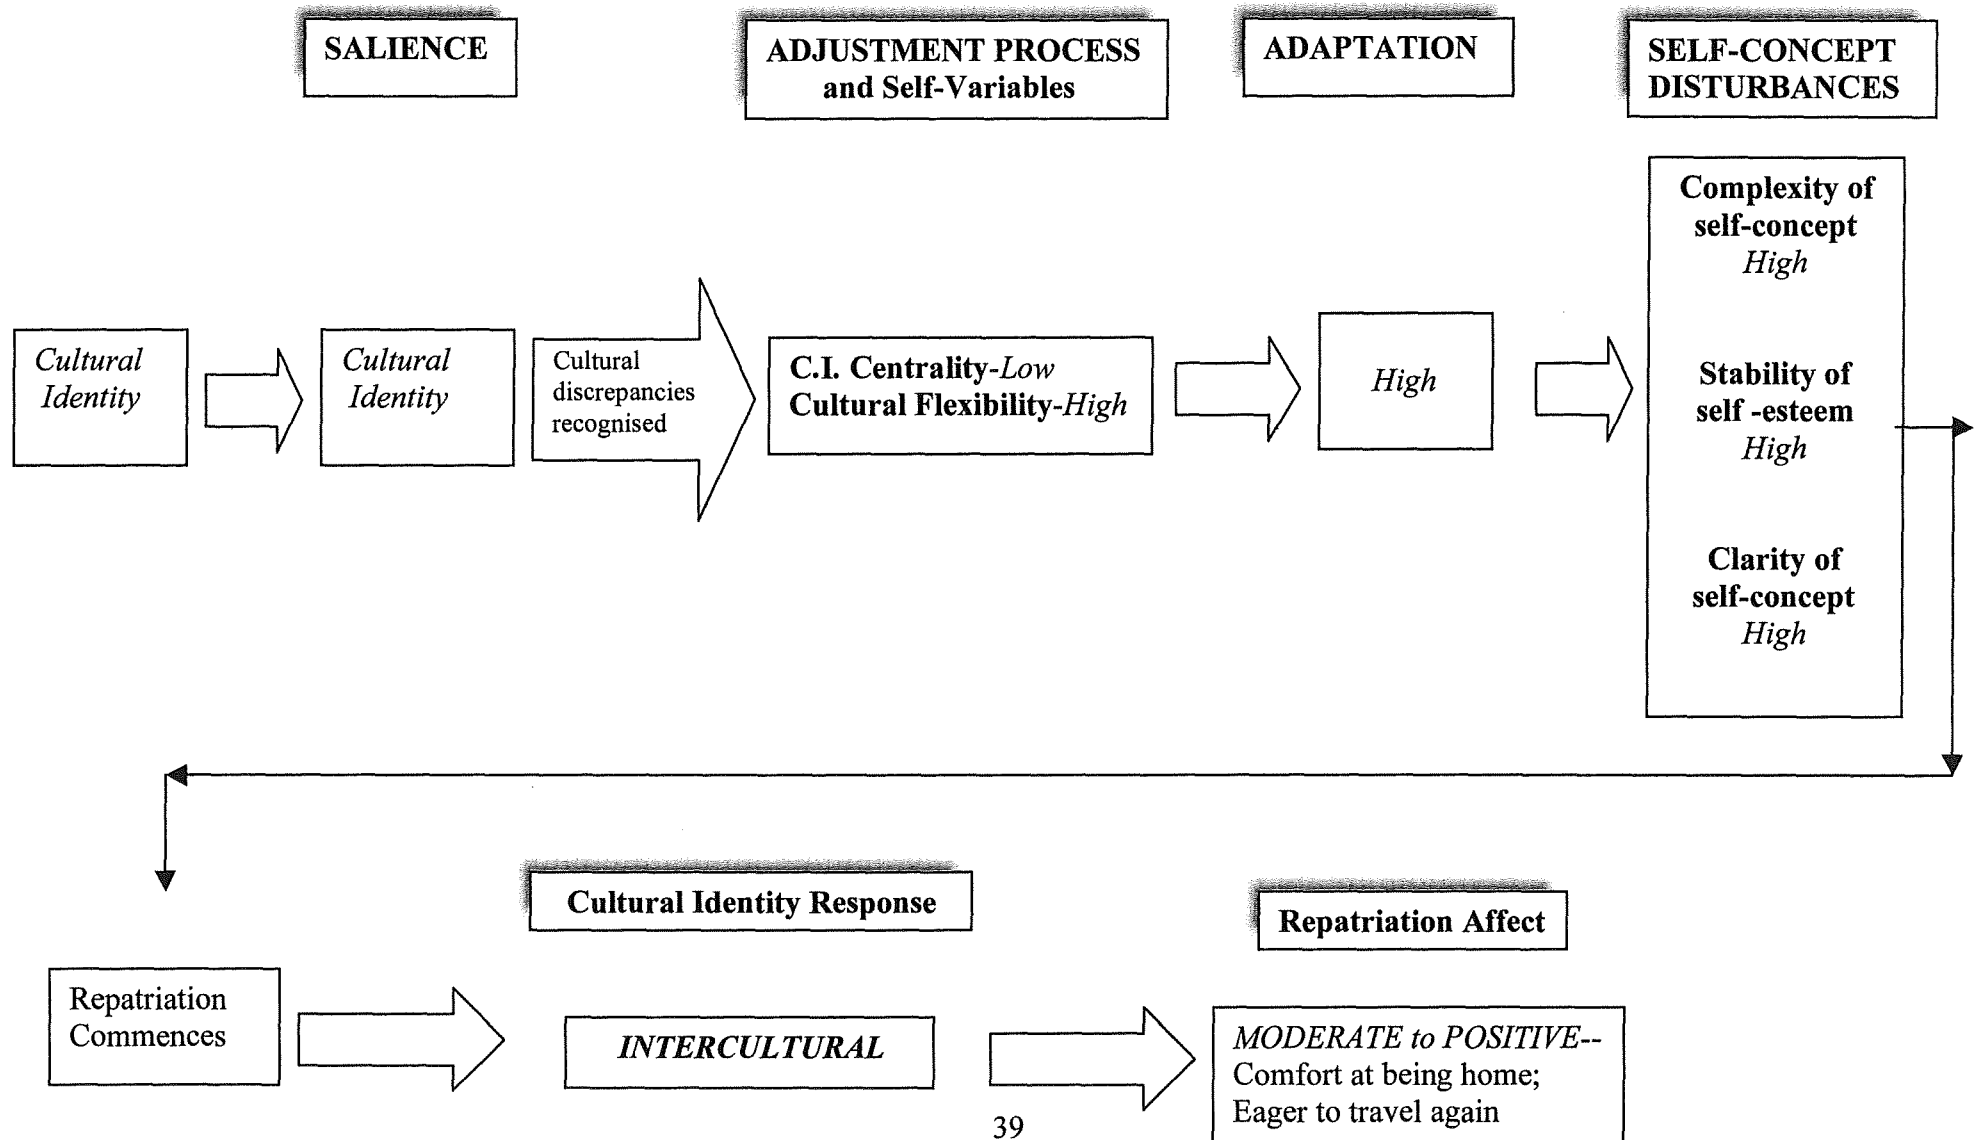 SALIENCE
ADJUSTMENT PROCESS
and Self-Variables
ADAPTATION
SELF-CONCEPT
DISTURBANCES
Cultural
Identity
Cultural
Identity
Cultural
discrepancies
recognised
C.I. Centrality-Low
Cultural Flexibility-High
High
Complexity of
self-concept
High
Stability of
self -esteem
High
Clarity of
self-concept
High
Cultural Identity Response
Repatriation Affect
Repatriation
Commences
INTERCULTURAL
MODERATE to POSITIVE--
Comfort at being home;
Eager to travel again
39